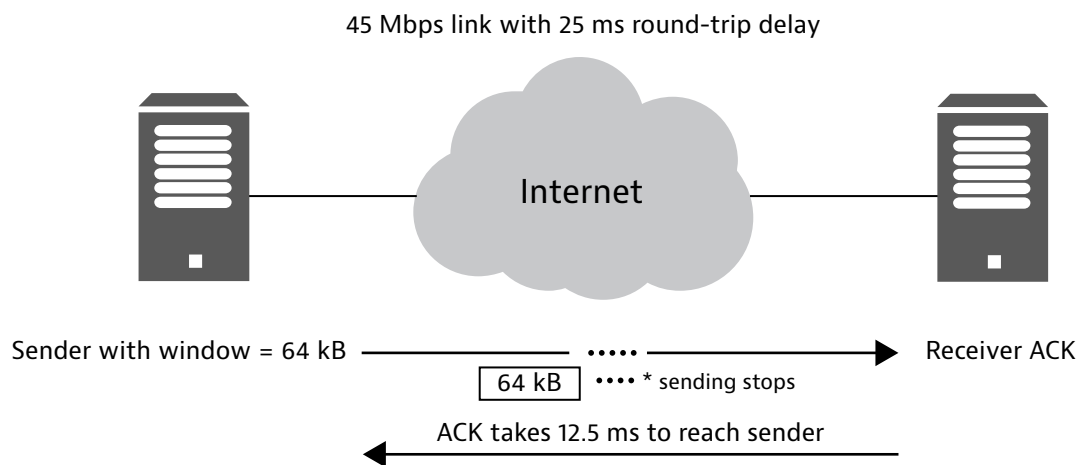 45 Mbps link with 25 ms round-trip delay
Internet
Sender with window = 64 kB
Receiver ACK
64 kB
* sending stops
ACK takes 12.5 ms to reach sender